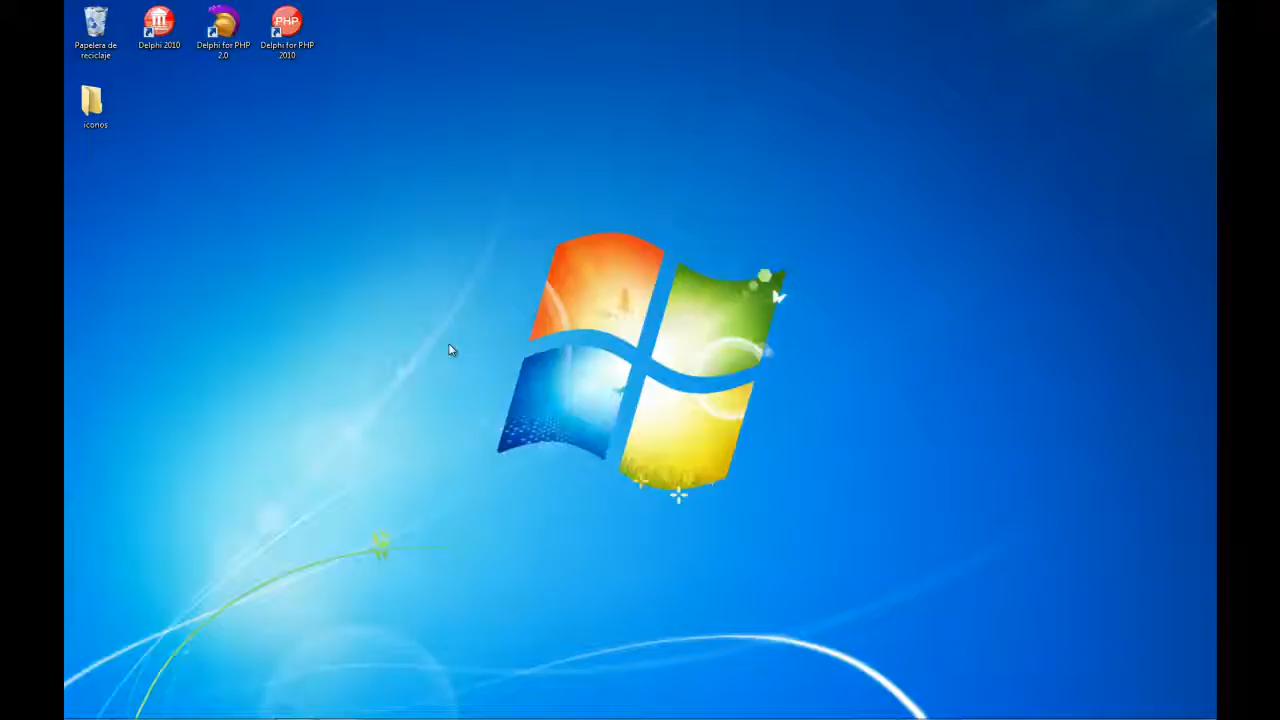 Papelera de
reciclaje
Delphi 2010
Delphi for PHP
2.0
PHP
Delphi for PHP
2010
iconos